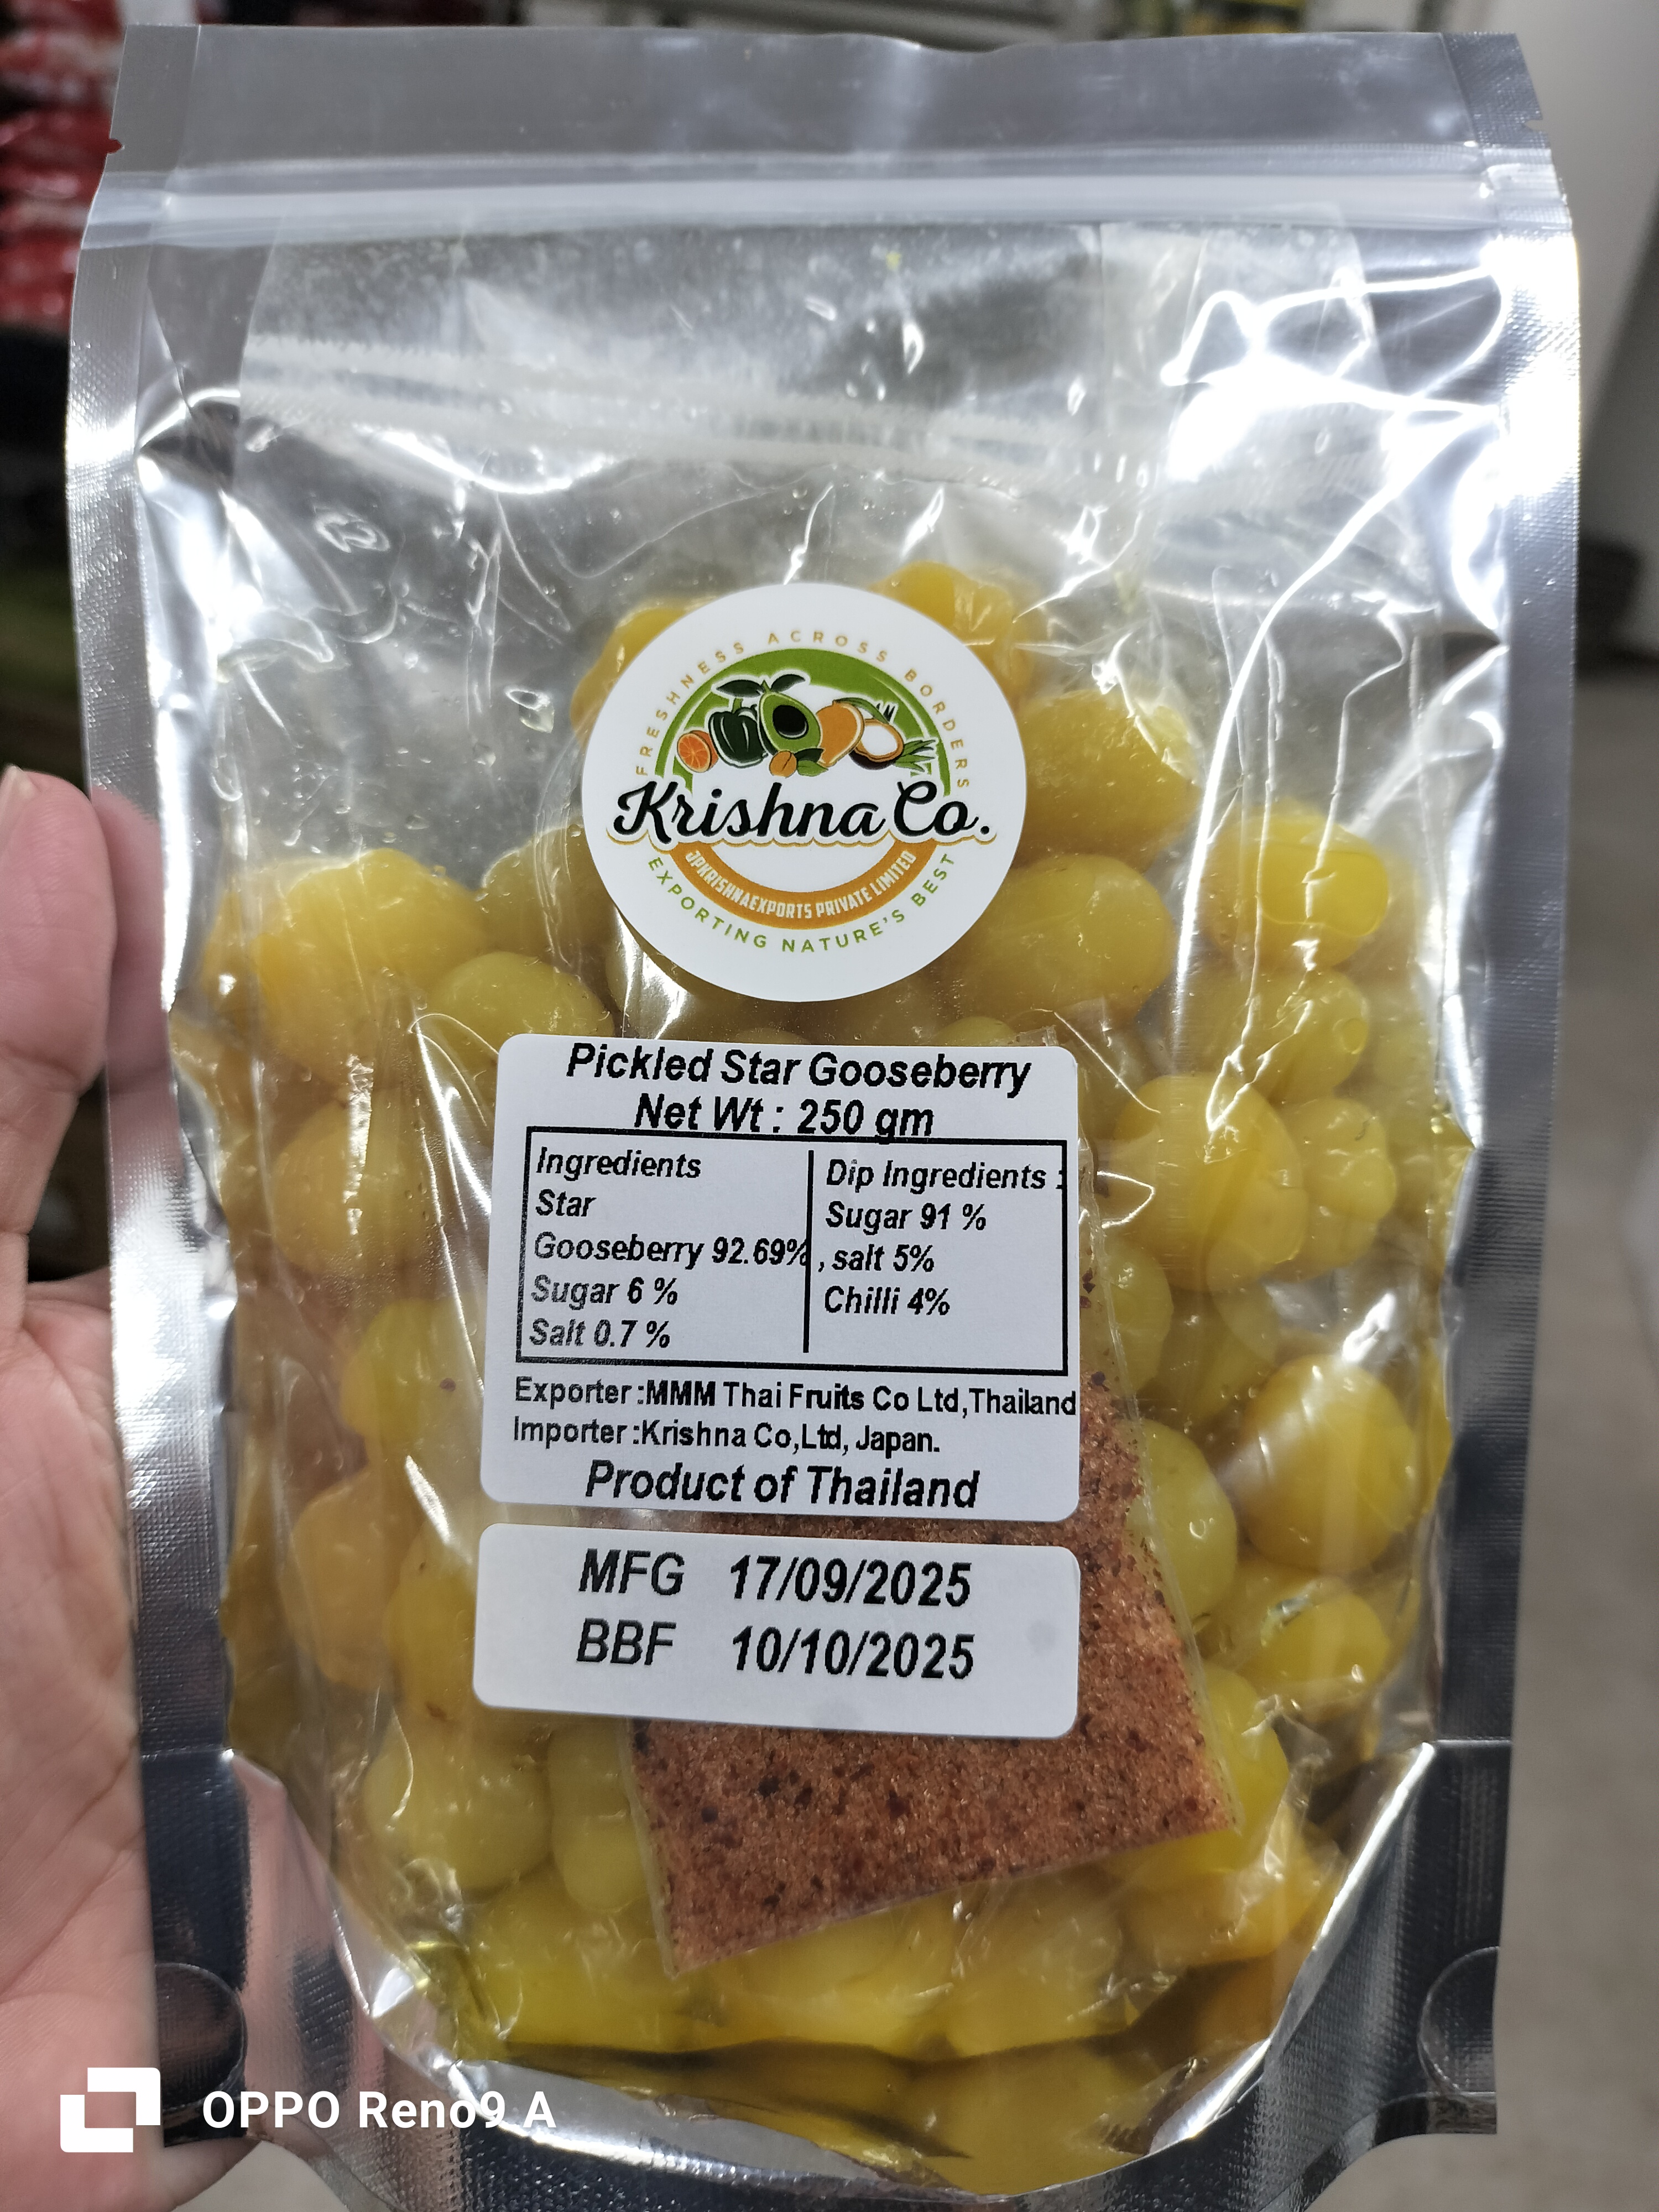 FRESHNESS ACROSS BORDERS
Krishna Co.
JPKRISHNAEXPORTS PRIVATE LIMITED
EXPORTING NATURE'S BEST
Pickled Star Gooseberry
Net Wt : 250 gm
Ingredients
Star
Gooseberry 92.69%
Sugar 6 %
Salt 0.7 %
Dip Ingredients :
Sugar 91 %
, salt 5%
Chilli 4%
Exporter :MMM Thai Fruits Co Ltd,Thailand
Importer :Krishna Co,Ltd, Japan.
Product of Thailand
MFG 17/09/2025
BBF 10/10/2025
OPPO Reno9 A